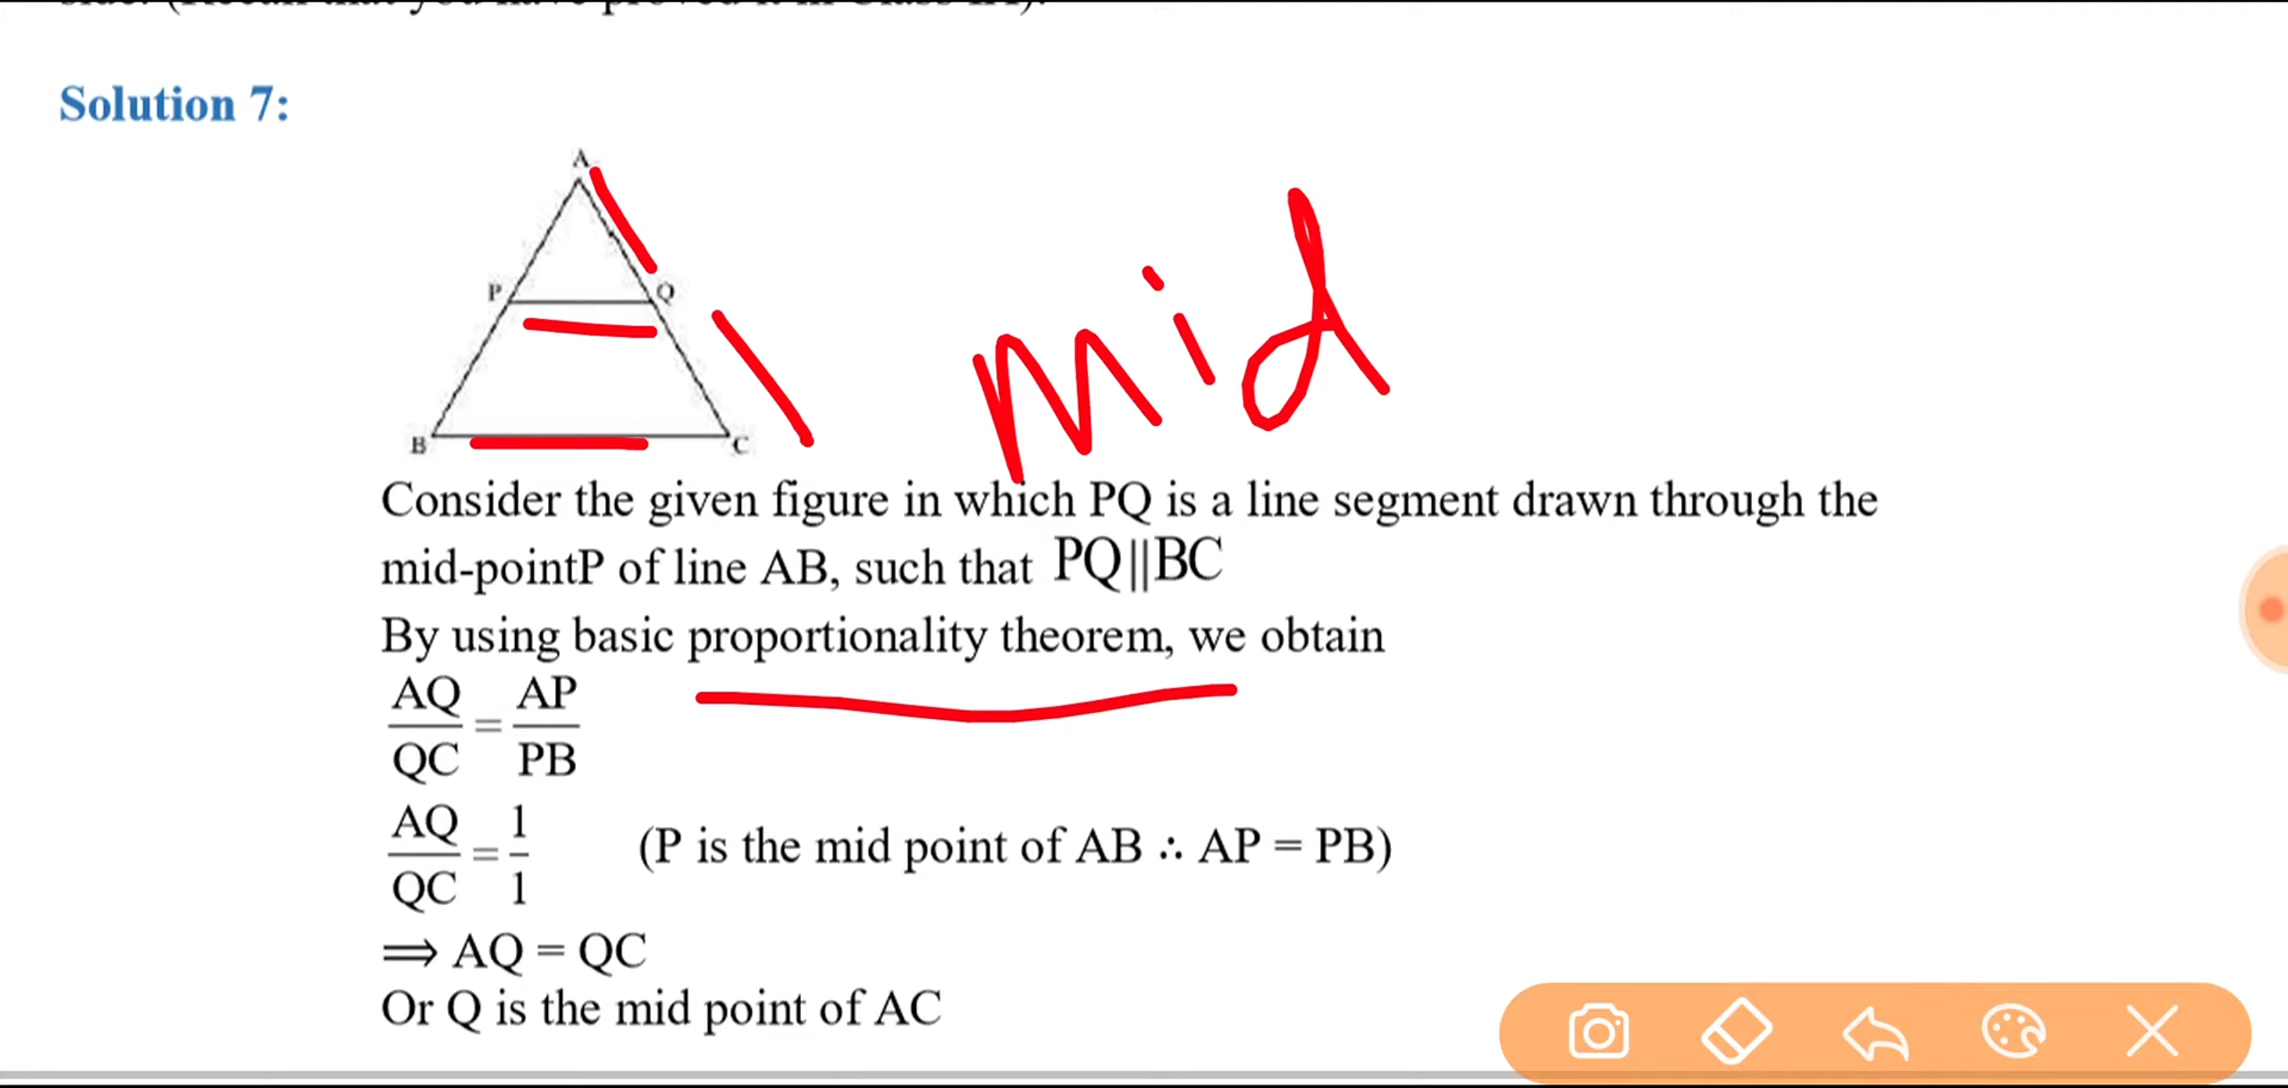 Solution 7:
A
P Q
B C
mid
Consider the given figure in which PQ is a line segment drawn through the
mid-pointP of line AB, such that PQ||BC
By using basic proportionality theorem, we obtain
AQ/QC = AP/PB
AQ/QC = 1/1 (P is the mid point of AB ∴ AP = PB)
⟹ AQ = QC
Or Q is the mid point of AC